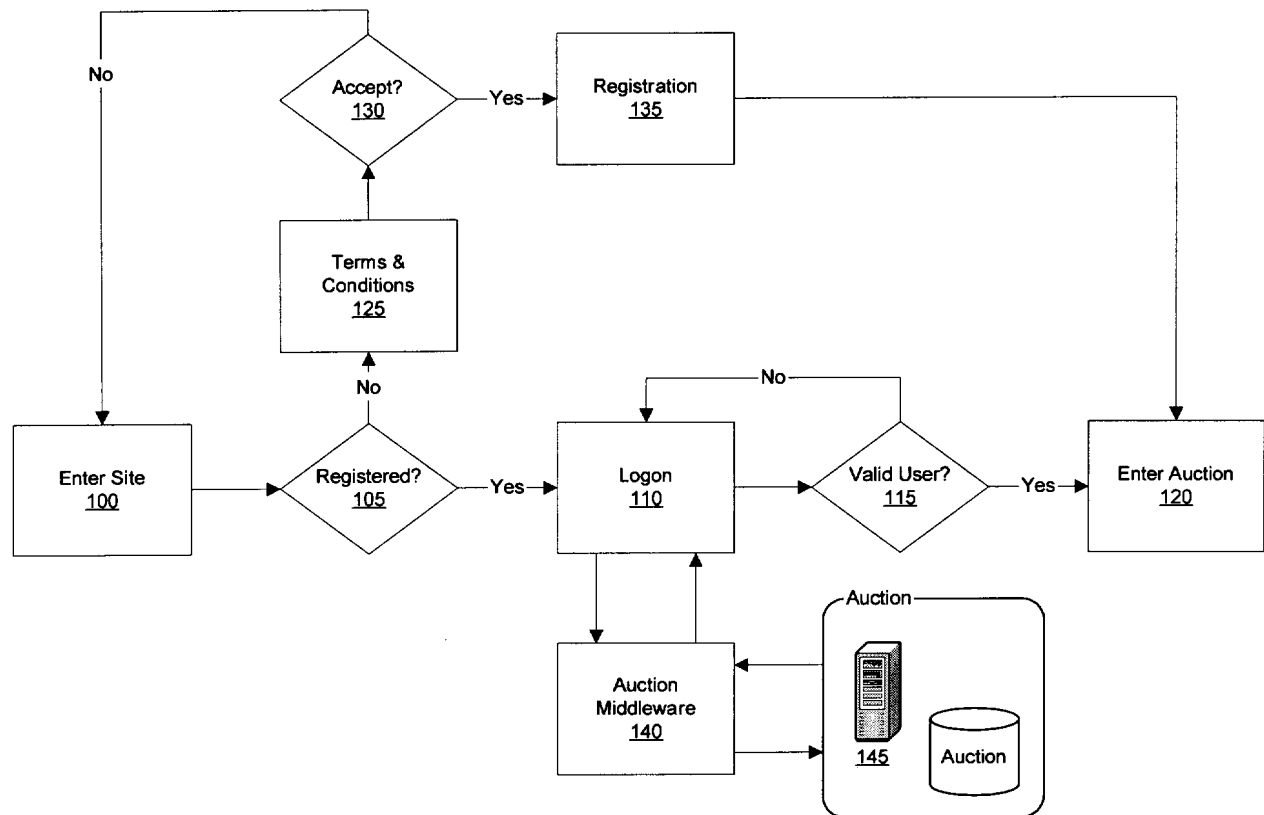 No
Accept?
130
Yes
Registration
135
Terms &
Conditions
125
No
No
Enter Site
100
Registered?
105
Yes
Logon
110
Valid User?
115
Yes
Enter Auction
120
Auction
Auction
Middleware
140
145
Auction